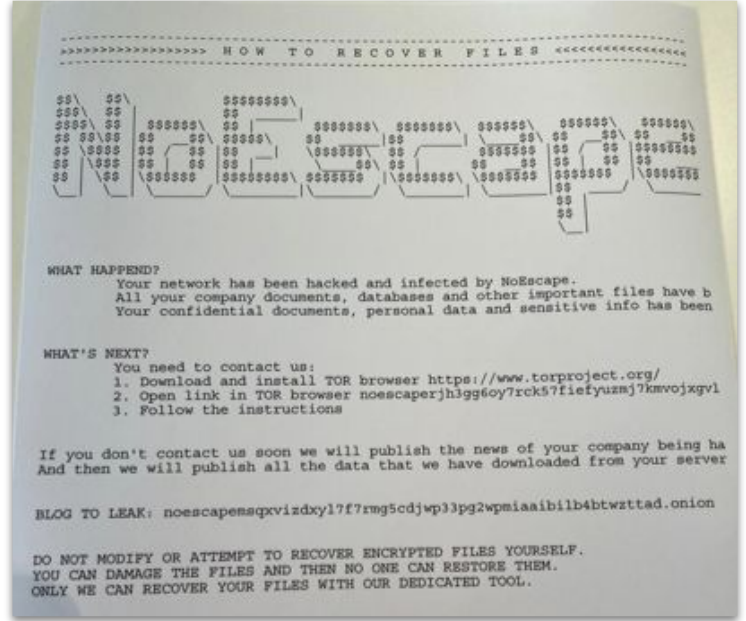 >>>>>>>>>>>>>>>>>> HOW TO RECOVER FILES <<<<<<<<<<<<<<<<<<
NoEscape
WHAT HAPPEND?
Your network has been hacked and infected by NoEscape.
All your company documents, databases and other important files have b
Your confidential documents, personal data and sensitive info has been
WHAT'S NEXT?
You need to contact us:
1. Download and install TOR browser https://www.torproject.org/
2. Open link in TOR browser noescaperjh3gg6oy7rck57fiefyuzmj7kmvojxgvl
3. Follow the instructions
If you don't contact us soon we will publish the news of your company being ha
And then we will publish all the data that we have downloaded from your server
BLOG TO LEAK: noescapemsqxvizdxyl7f7rmg5cdjwp33pg2wpmiaaibilb4btwzttad.onion
DO NOT MODIFY OR ATTEMPT TO RECOVER ENCRYPTED FILES YOURSELF.
YOU CAN DAMAGE THE FILES AND THEN NO ONE CAN RESTORE THEM.
ONLY WE CAN RECOVER YOUR FILES WITH OUR DEDICATED TOOL.